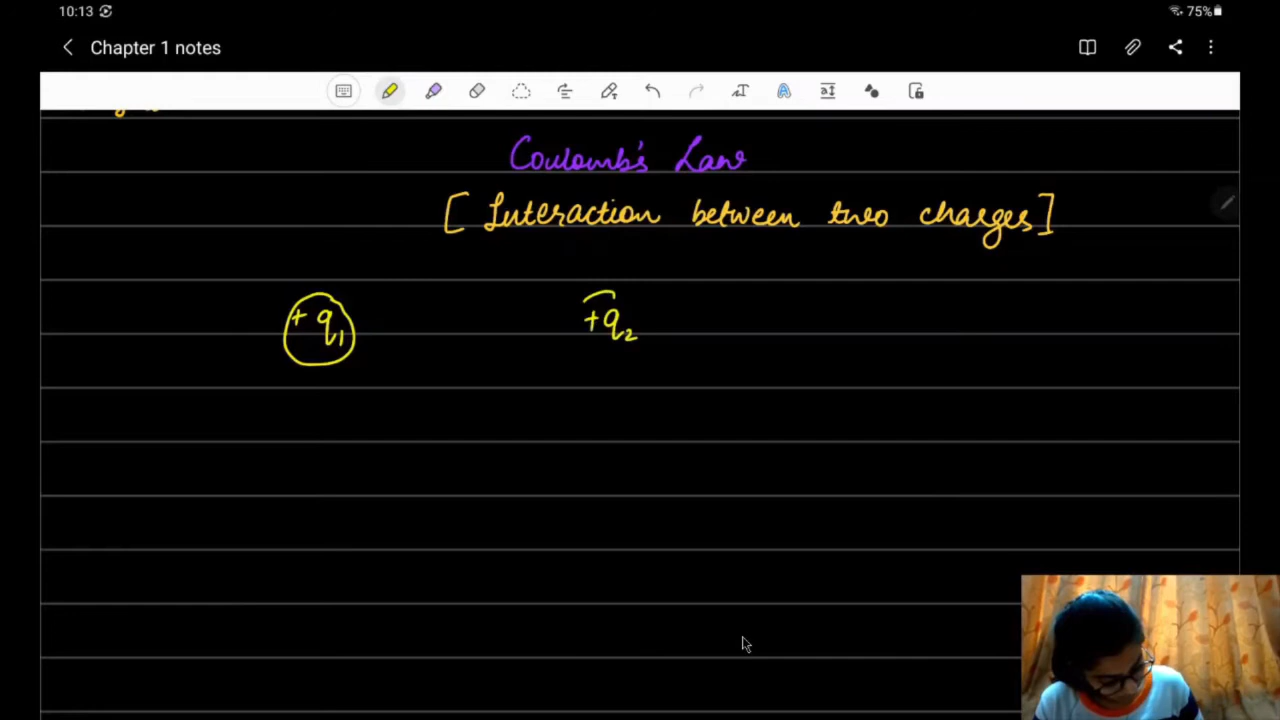 10:13
75%
Chapter 1 notes
Coulomb's Law
[ Interaction between two charges ]
+ q1
+q2